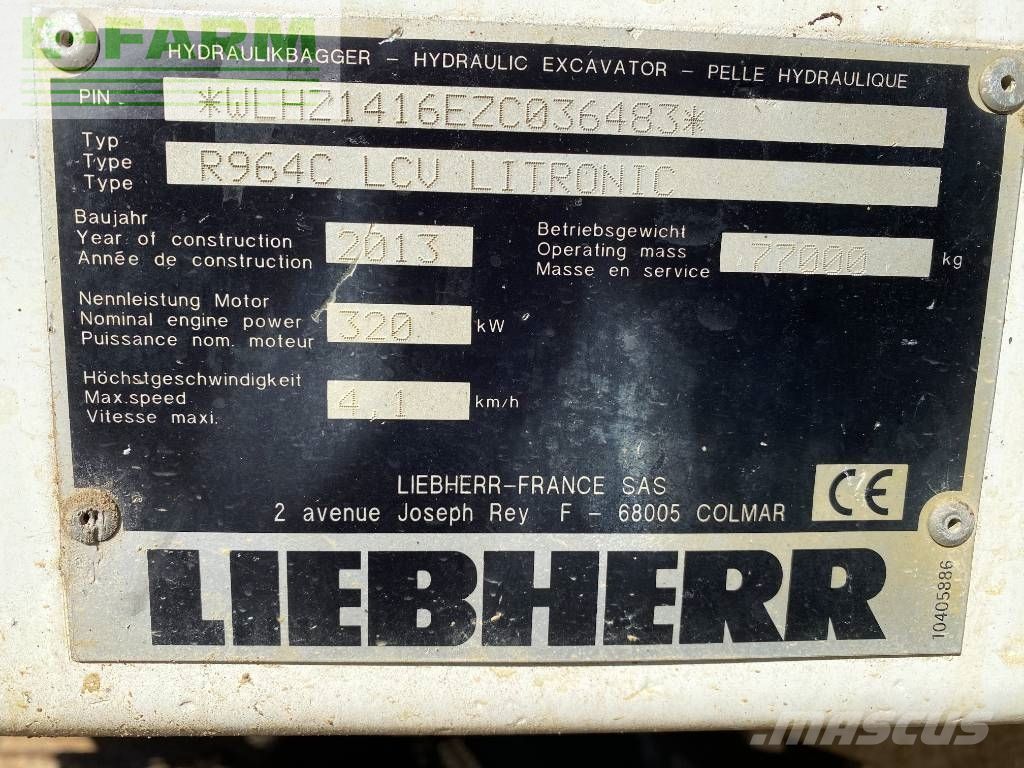 FARM
HYDRAULIKBAGGER – HYDRAULIC EXCAVATOR – PELLE HYDRAULIQUE
PIN *WLHZ1416EZC036483*
Typ
Type R964C LCV LITRONIC
Type
Baujahr
Year of construction 2013
Année de construction
Betriebsgewicht
Operating mass 77000 kg
Masse en service
Nennleistung Motor
Nominal engine power 320 kW
Puissance nom. moteur
Höchstgeschwindigkeit
Max.speed 4,1 km/h
Vitesse maxi.
LIEBHERR–FRANCE SAS
2 avenue Joseph Rey F – 68005 COLMAR
CE
LIEBHERR
10405886
mascus